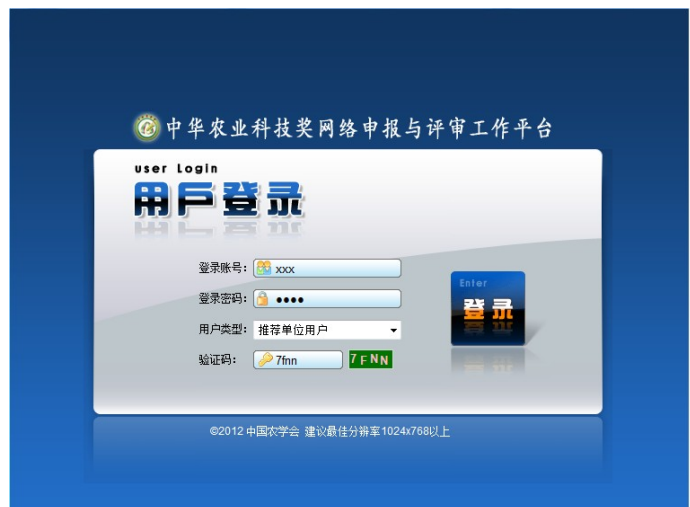 中华农业科技奖网络申报与评审工作平台
user Login
用户登录
登录账号: xxx
登录密码: ●●●●
Enter
登录
用户类型: 推荐单位用户
验证码: 7fnn 7FNN
©2012 中国农学会 建议最佳分辨率1024x768以上